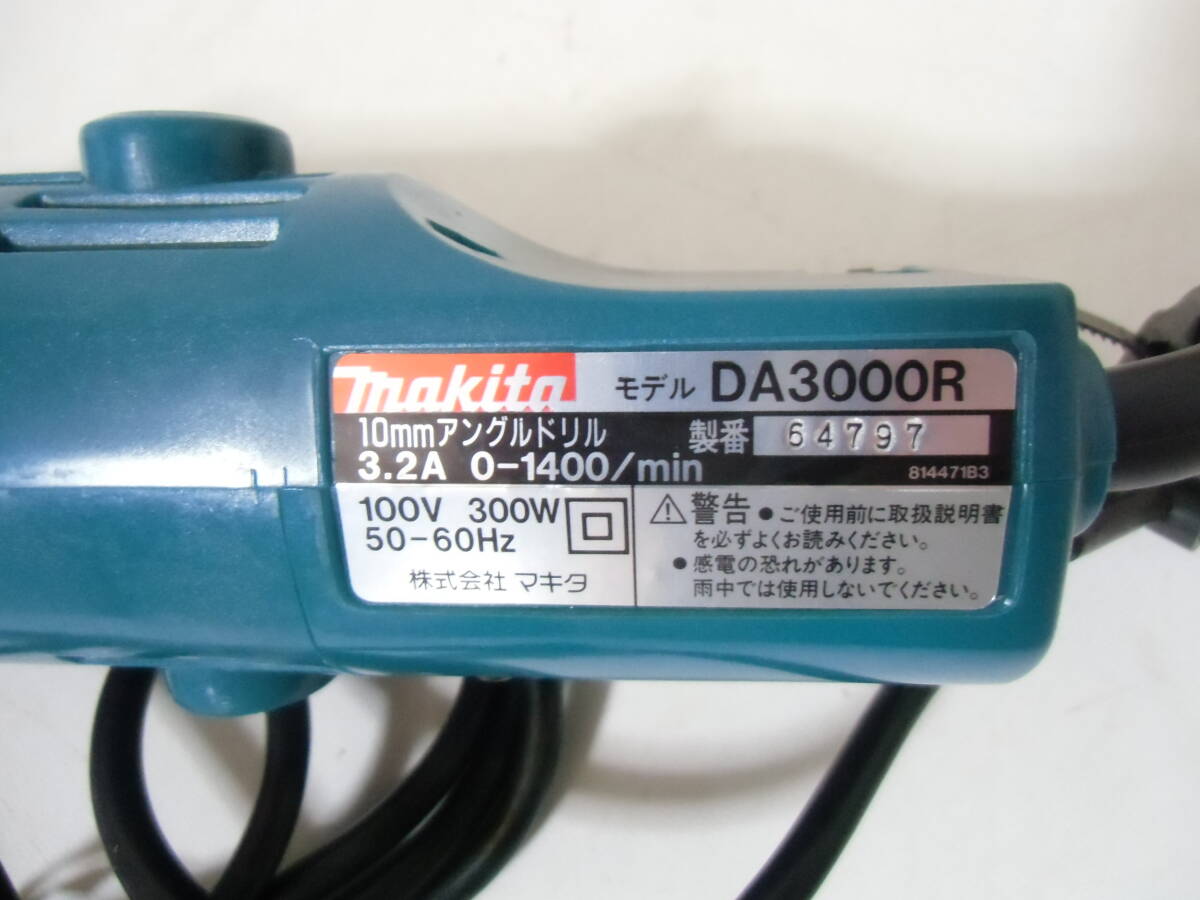 makita モデル DA3000R
10mmアングルドリル 製番 64797
3.2A 0-1400/min 814471B3
100V 300W
50-60Hz
株式会社 マキタ
⚠警告 ●ご使用前に取扱説明書
を必ずよくお読みください。
●感電の恐れがあります。
雨中では使用しないでください。